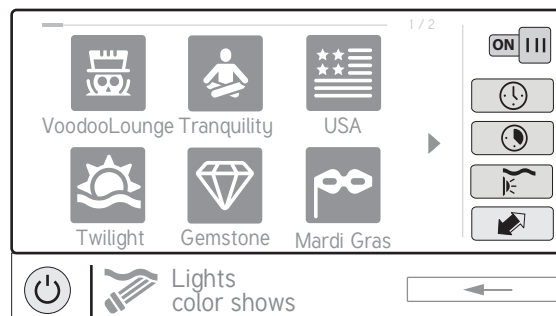 1 / 2
ON
VoodooLounge Tranquility USA
Twilight Gemstone Mardi Gras
Lights
color shows